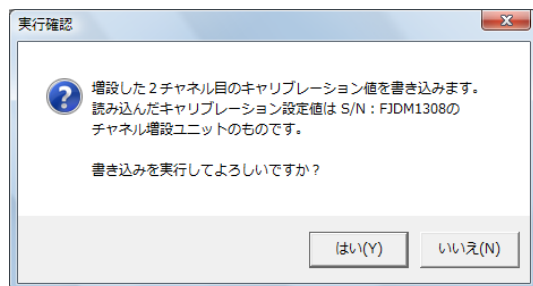 実行確認
増設した２チャネル目のキャリブレーション値を書き込みます。
読み込んだキャリブレーション設定値は S/N：FJDM1308の
チャネル増設ユニットのものです。
書き込みを実行してよろしいですか？
はい(Y)
いいえ(N)